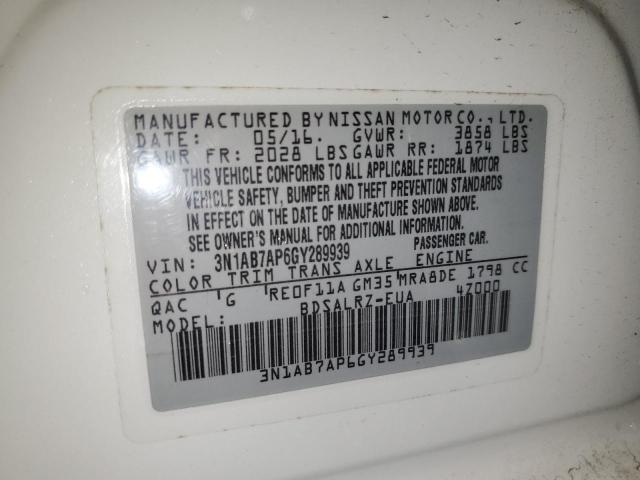 MANUFACTURED BY NISSAN MOTOR CO., LTD.
DATE: 05/16. GVWR: 3858 LBS
GAWR FR: 2028 LBS GAWR RR: 1874 LBS
THIS VEHICLE CONFORMS TO ALL APPLICABLE FEDERAL MOTOR
VEHICLE SAFETY, BUMPER AND THEFT PREVENTION STANDARDS
IN EFFECT ON THE DATE OF MANUFACTURE SHOWN ABOVE.
SEE OWNER'S MANUAL FOR ADDITIONAL INFORMATION.
VIN: 3N1AB7AP6GY289939 PASSENGER CAR.
COLOR TRIM TRANS AXLE ENGINE
QAC 'G 'RE0F11A GM35'MRA8DE 1798 CC
MODEL: BDSALRZ-EUA 47000
3N1AB7AP6GY289939